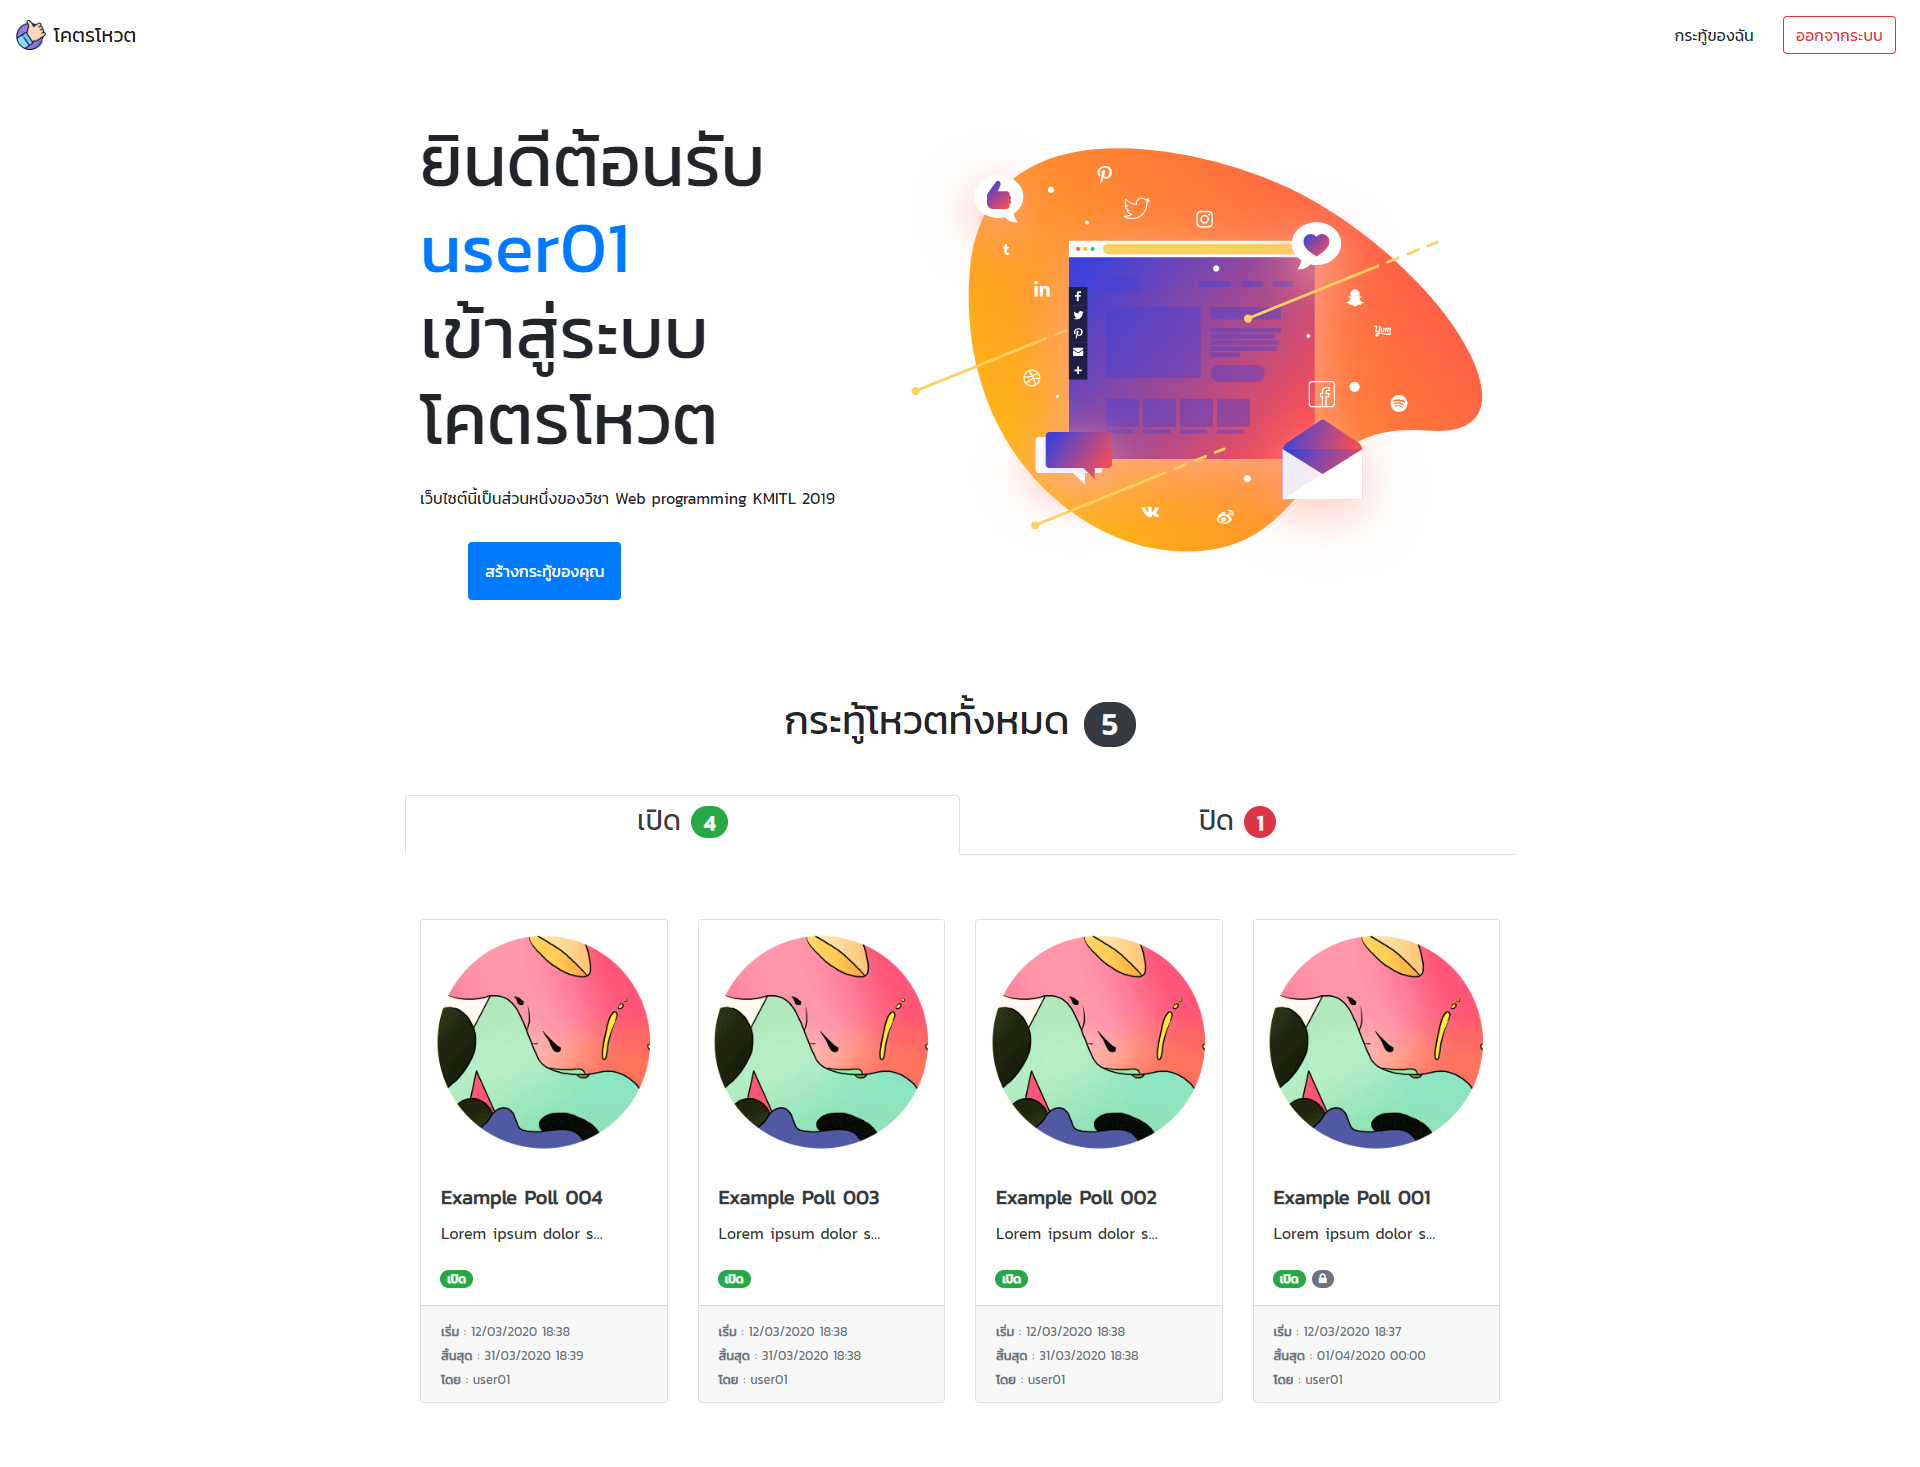 โคตรโหวต
กระทู้ของฉัน
ออกจากระบบ
ยินดีต้อนรับ
user01
เข้าสู่ระบบ
โคตรโหวต
เว็บไซต์นี้เป็นส่วนหนึ่งของวิชา Web programming KMITL 2019
สร้างกระทู้ของคุณ
t
in
Yum
กระทู้โหวตทั้งหมด 5
เปิด 4
ปิด 1
Example Poll 004
Lorem ipsum dolor s...
เปิด
เริ่ม : 12/03/2020 18:38
สิ้นสุด : 31/03/2020 18:39
โดย : user01
Example Poll 003
Lorem ipsum dolor s...
เปิด
เริ่ม : 12/03/2020 18:38
สิ้นสุด : 31/03/2020 18:38
โดย : user01
Example Poll 002
Lorem ipsum dolor s...
เปิด
เริ่ม : 12/03/2020 18:38
สิ้นสุด : 31/03/2020 18:38
โดย : user01
Example Poll 001
Lorem ipsum dolor s...
เปิด
เริ่ม : 12/03/2020 18:37
สิ้นสุด : 01/04/2020 00:00
โดย : user01